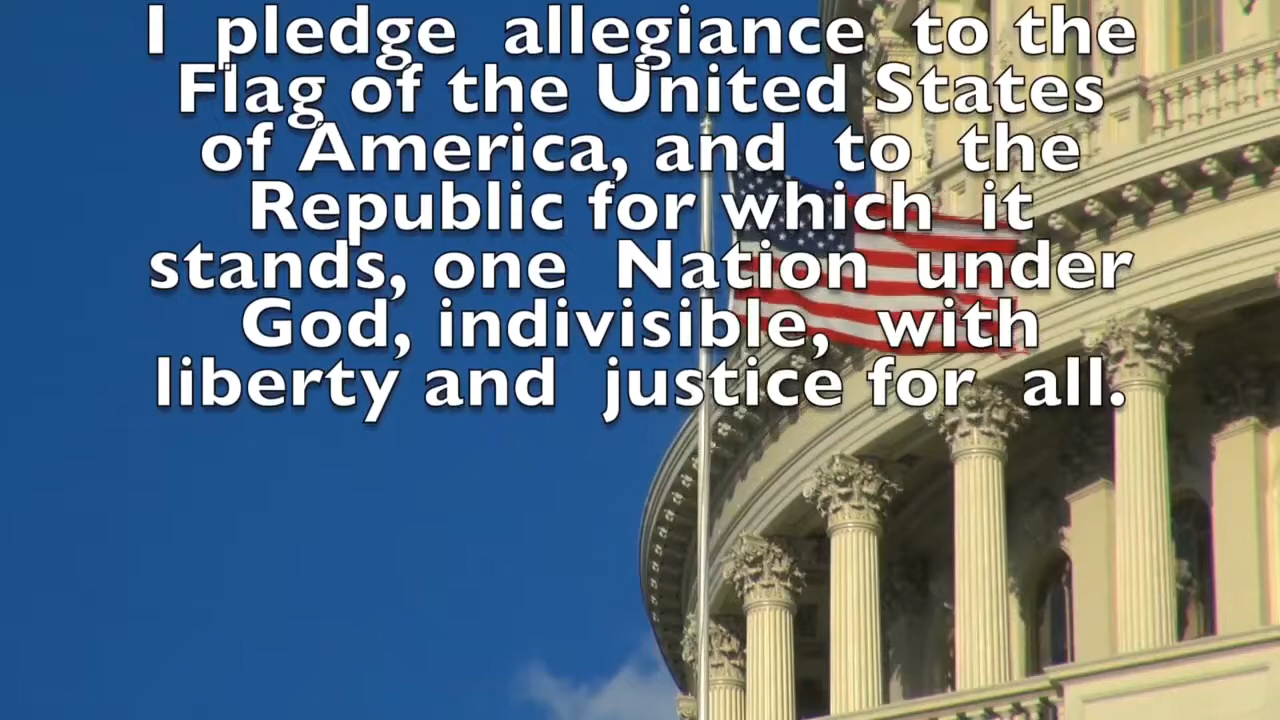 I pledge allegiance to the
Flag of the United States
of America, and to the
Republic for which it
stands, one Nation under
God, indivisible, with
liberty and justice for all.